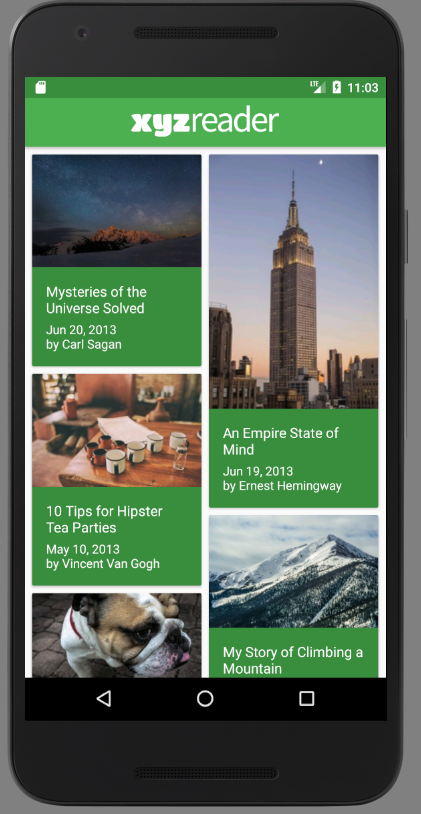 LTE 11:03
xyzreader
Mysteries of the
Universe Solved
Jun 20, 2013
by Carl Sagan
An Empire State of
Mind
Jun 19, 2013
by Ernest Hemingway
10 Tips for Hipster
Tea Parties
May 10, 2013
by Vincent Van Gogh
My Story of Climbing a
Mountain